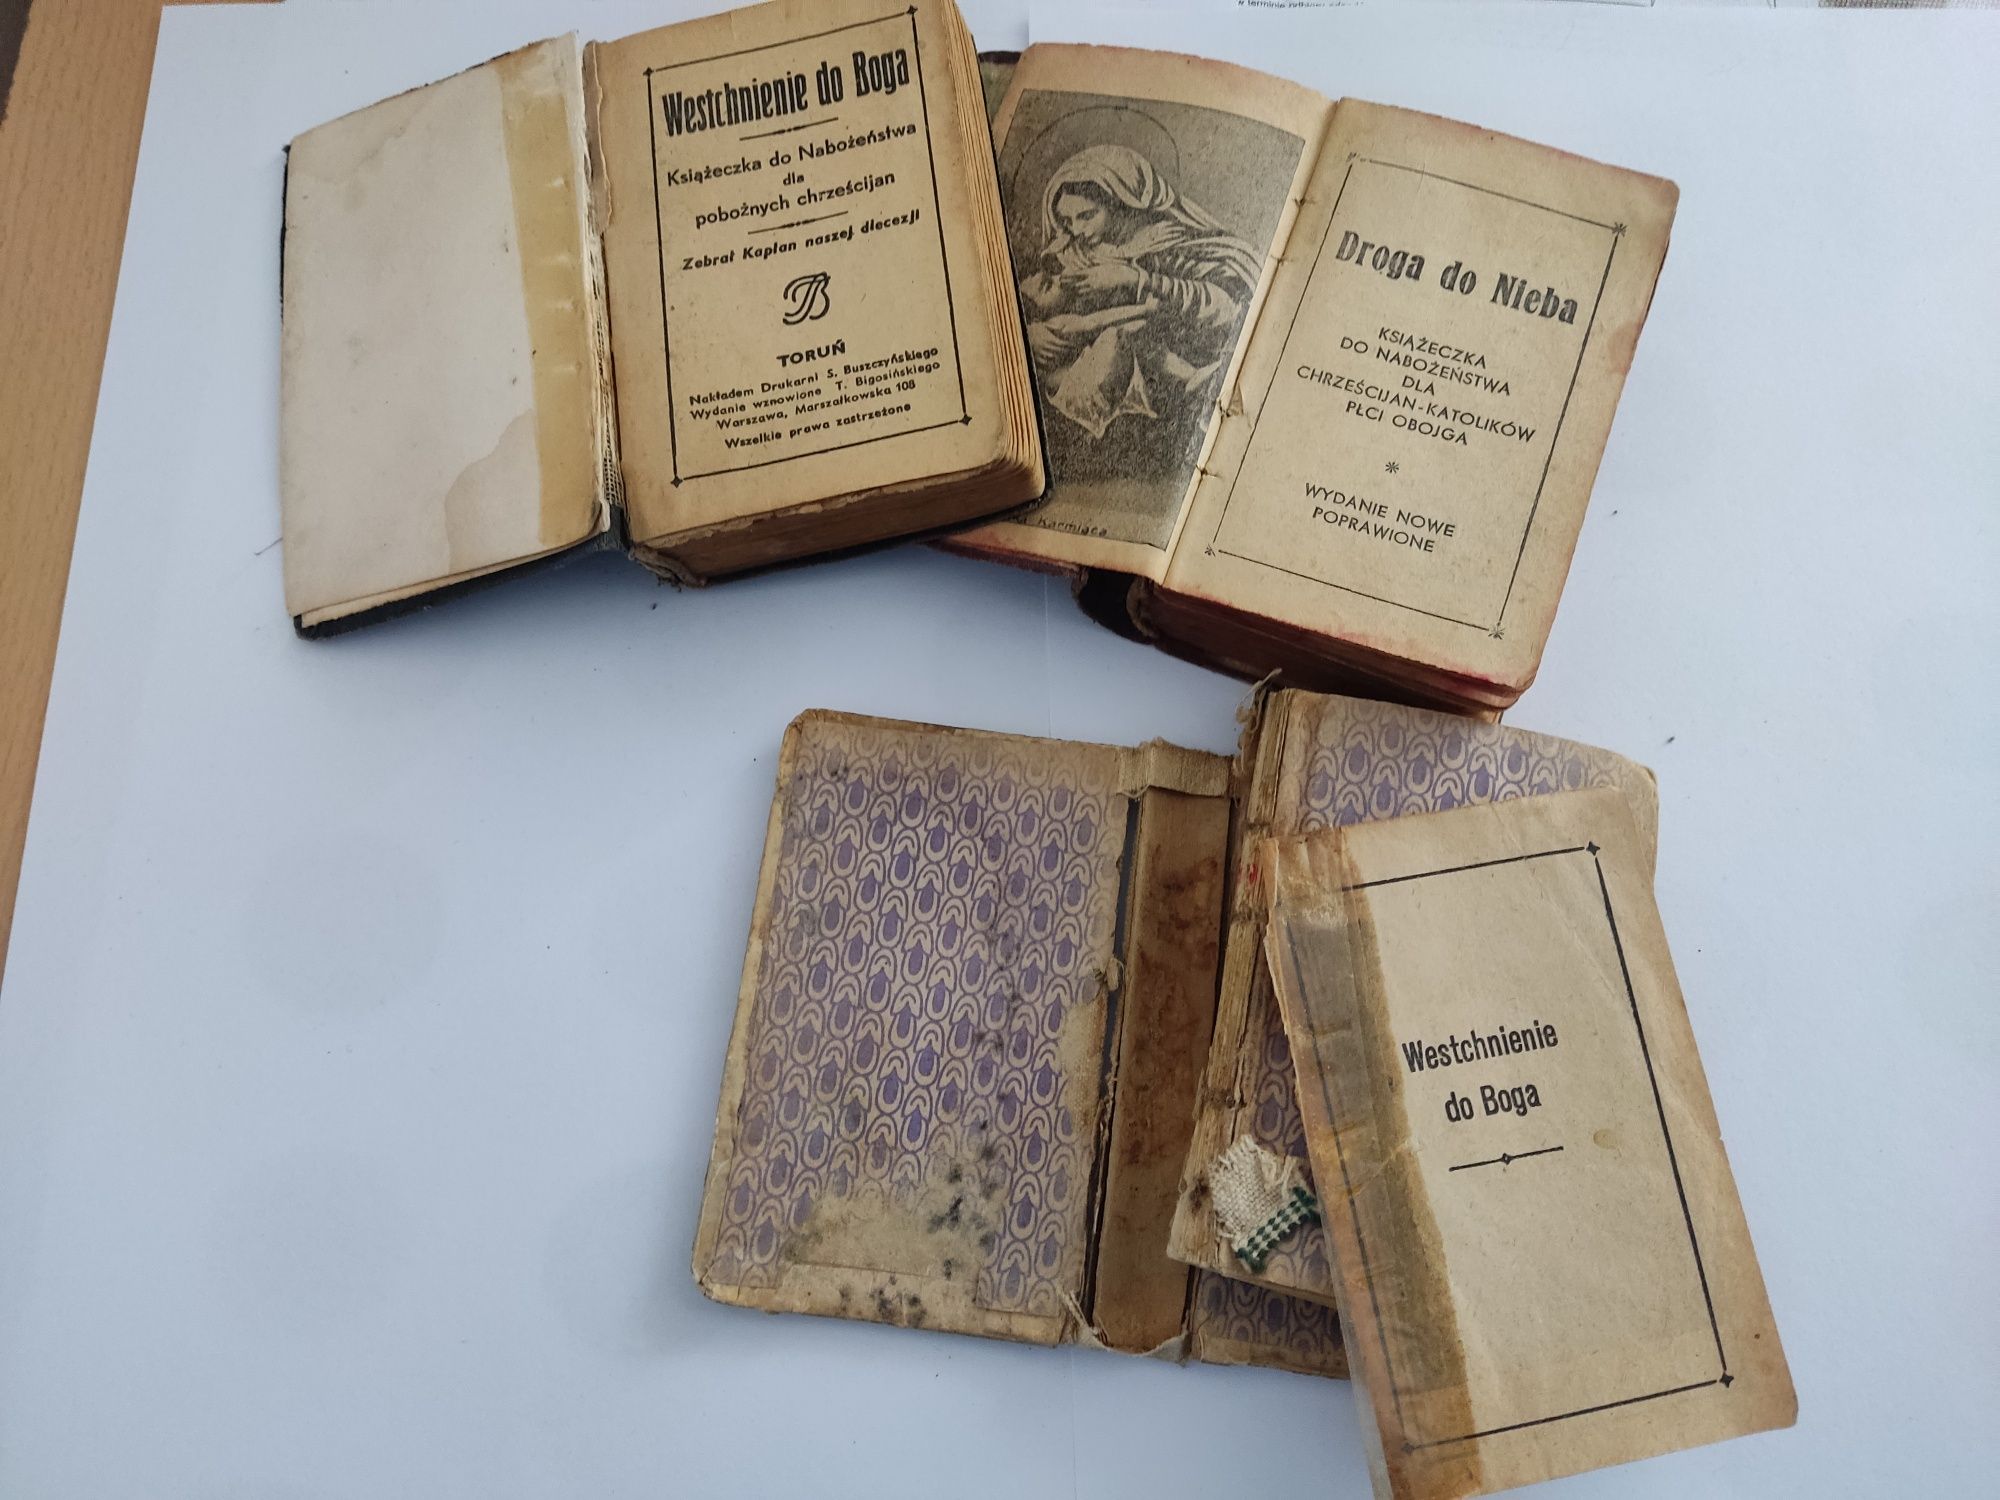 Westchnienie do Boga
Książeczka do Nabożeństwa
dla
pobożnych chrześcijan
Zebrał Kapłan naszej diecezji
TORUŃ
Nakładem Drukarni S. Buszczyńskiego
Wydanie wznowione T. Bigosińskiego
Warszawa, Marszałkowska 108
Wszelkie prawa zastrzeżone
Karmiąca
Droga do Nieba
KSIĄŻECZKA
DO NABOŻEŃSTWA
DLA
CHRZEŚCIJAN-KATOLIKÓW
PŁCI OBOJGA
*
WYDANIE NOWE
POPRAWIONE
Westchnienie
do Boga